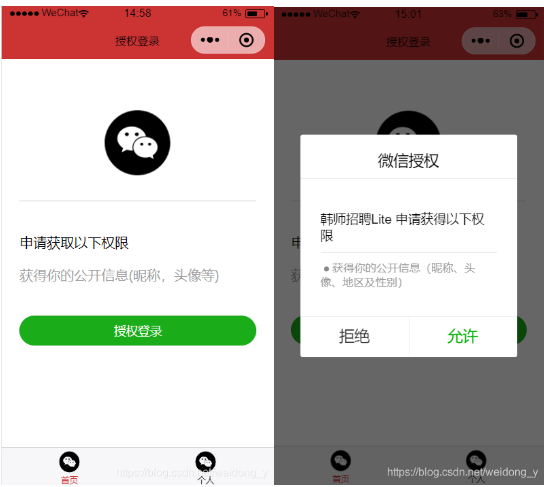 WeChat 14:58 61%
授权登录
申请获取以下权限
获得你的公开信息(昵称，头像等)
授权登录
首页 个人
WeChat 15:01 63%
授权登录
微信授权
韩师招聘Lite 申请获得以下权
限
获得你的公开信息（昵称、头
像、地区及性别）
拒绝 允许
首页
https://blog.csdn.net/weidong_y
https://blog.csdn.net/weidong_y